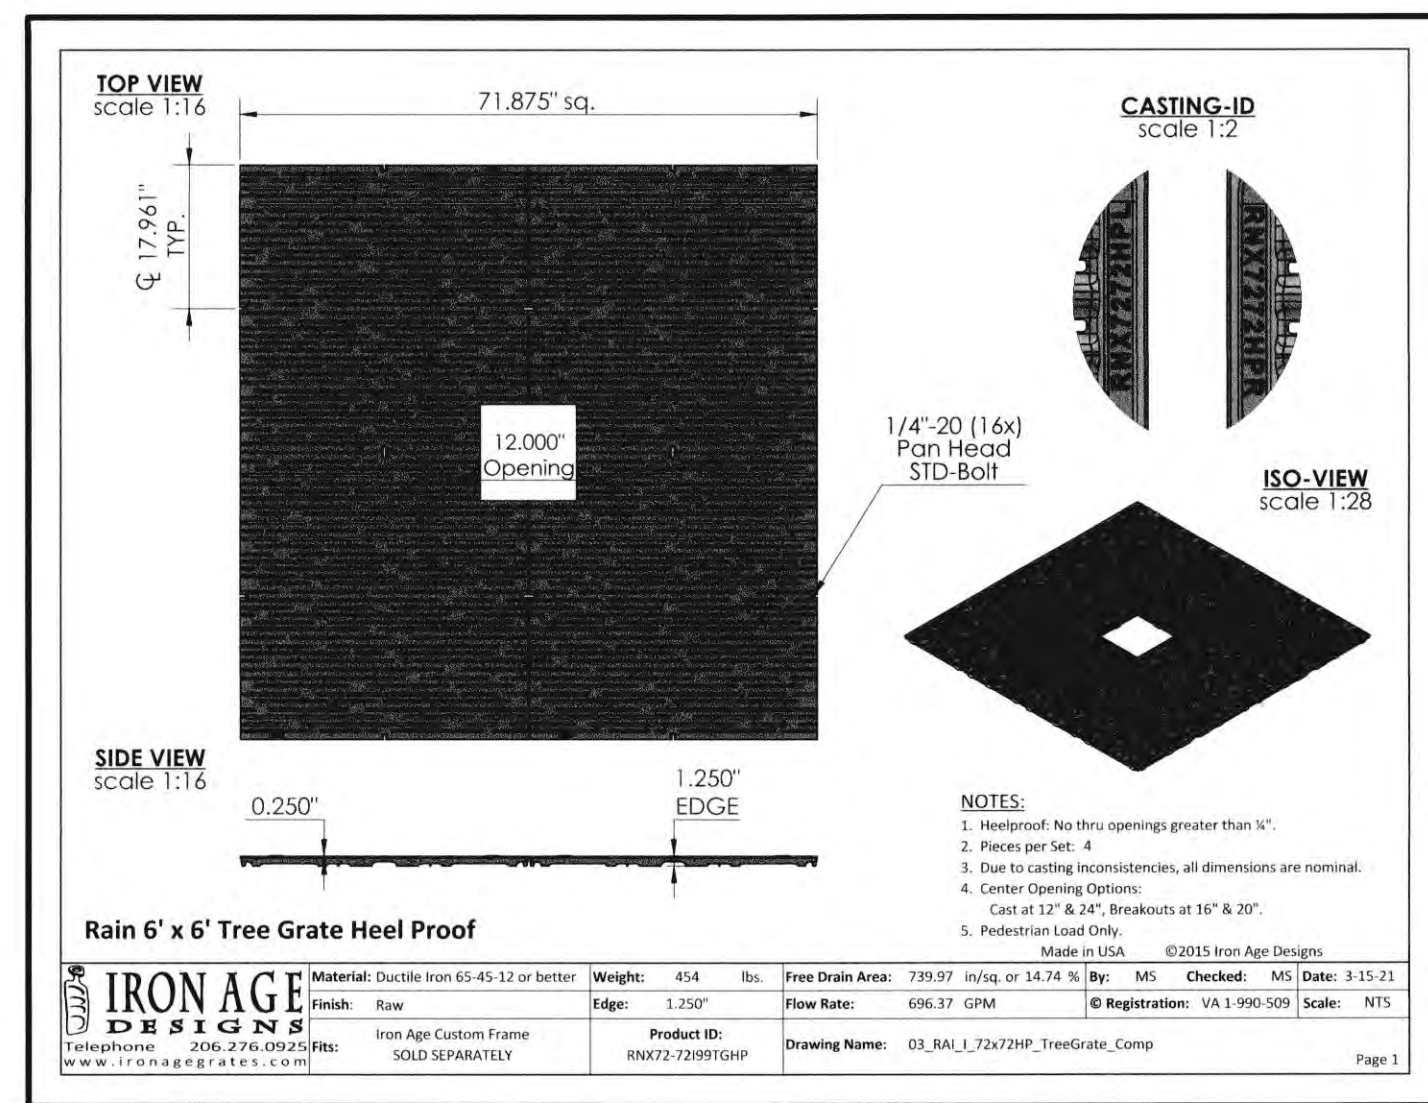 TOP VIEW
scale 1:16
71.875" sq.
℄ 17.961"
TYP.
12.000"
Opening
1/4"-20 (16x)
Pan Head
STD-Bolt
CASTING-ID
scale 1:2
RNX7272HPL
RNX7272HPR
ISO-VIEW
scale 1:28
SIDE VIEW
scale 1:16
0.250"
1.250"
EDGE
NOTES:
1. Heelproof: No thru openings greater than ¼".
2. Pieces per Set: 4
3. Due to casting inconsistencies, all dimensions are nominal.
4. Center Opening Options:
Cast at 12" & 24", Breakouts at 16" & 20".
5. Pedestrian Load Only.
Made in USA ©2015 Iron Age Designs
Rain 6' x 6' Tree Grate Heel Proof
IRON AGE
DESIGNS
Telephone 206.276.0925
www.ironagegrates.com
Material: Ductile Iron 65-45-12 or better
Weight: 454 lbs.
Free Drain Area: 739.97 in/sq. or 14.74 %
By: MS Checked: MS Date: 3-15-21
Finish: Raw
Edge: 1.250"
Flow Rate: 696.37 GPM
© Registration: VA 1-990-509 Scale: NTS
Fits: Iron Age Custom Frame
SOLD SEPARATELY
Product ID:
RNX72-72I99TGHP
Drawing Name: 03_RAI_I_72x72HP_TreeGrate_Comp
Page 1